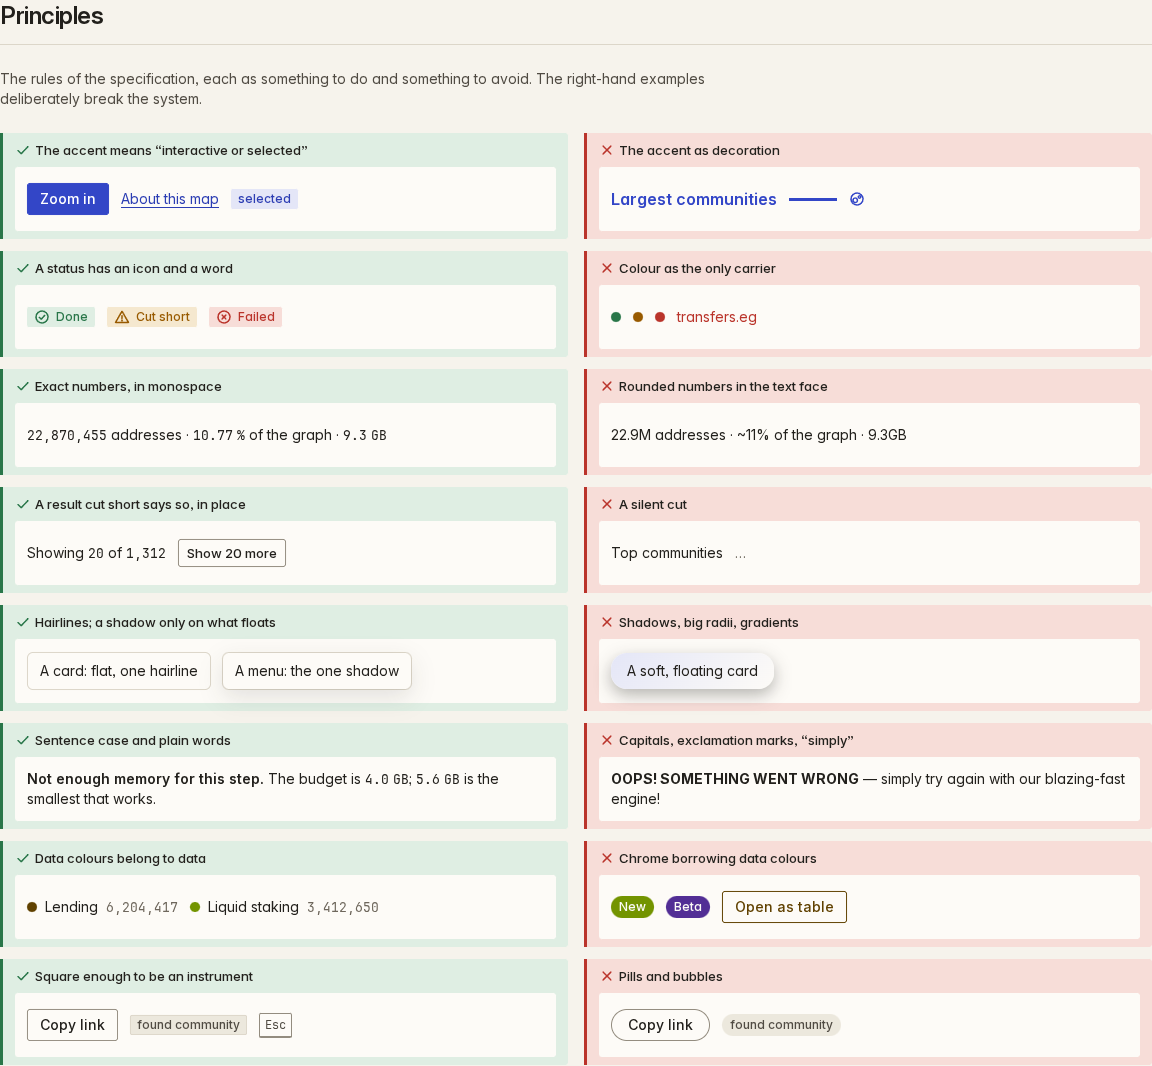 Principles
The rules of the specification, each as something to do and something to avoid. The right-hand examples
deliberately break the system.
The accent means “interactive or selected”
Zoom in About this map selected
The accent as decoration
Largest communities
A status has an icon and a word
Done Cut short Failed
Colour as the only carrier
transfers.eg
Exact numbers, in monospace
22,870,455 addresses · 10.77 % of the graph · 9.3 GB
Rounded numbers in the text face
22.9M addresses · ~11% of the graph · 9.3GB
A result cut short says so, in place
Showing 20 of 1,312 Show 20 more
A silent cut
Top communities …
Hairlines; a shadow only on what floats
A card: flat, one hairline A menu: the one shadow
Shadows, big radii, gradients
A soft, floating card
Sentence case and plain words
Not enough memory for this step. The budget is 4.0 GB; 5.6 GB is the
smallest that works.
Capitals, exclamation marks, “simply”
OOPS! SOMETHING WENT WRONG — simply try again with our blazing-fast
engine!
Data colours belong to data
Lending 6,204,417 Liquid staking 3,412,650
Chrome borrowing data colours
New Beta Open as table
Square enough to be an instrument
Copy link found community Esc
Pills and bubbles
Copy link found community